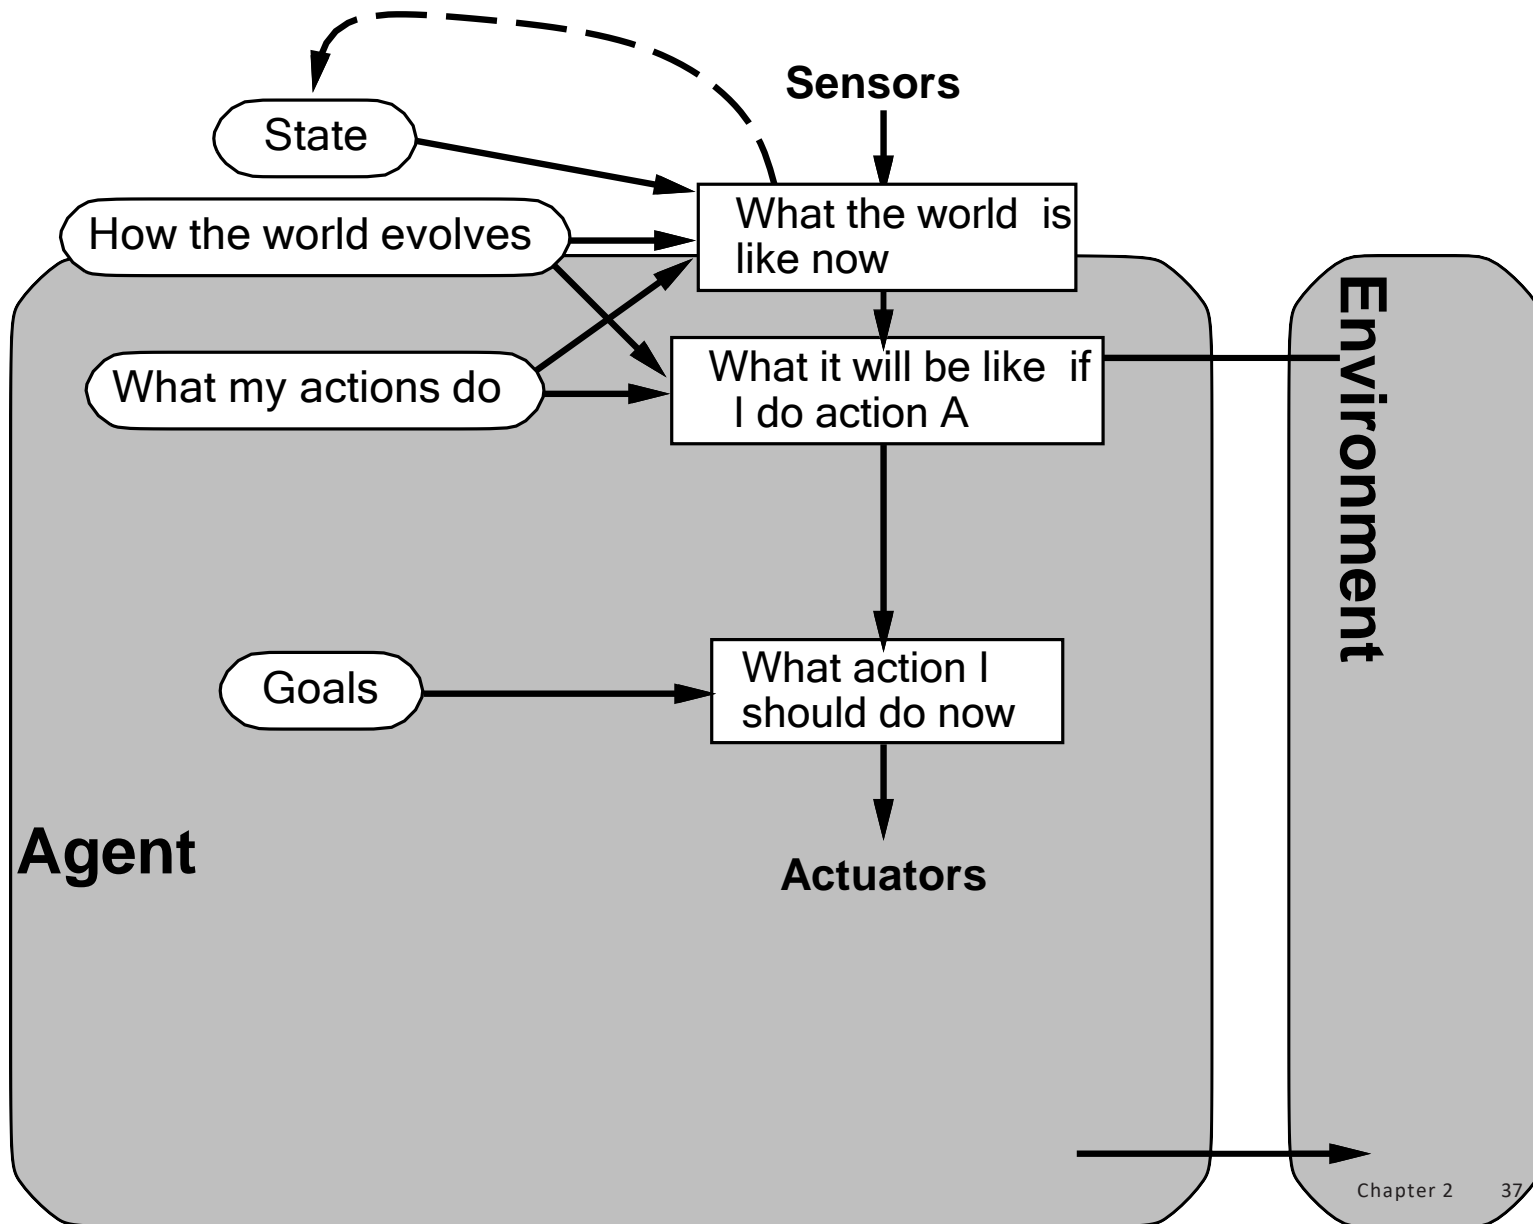 Sensors
State
What the world is
like now
How the world evolves
What it will be like if
I do action A
What my actions do
Environment
What action I
should do now
Goals
Agent
Actuators
Chapter 2 37